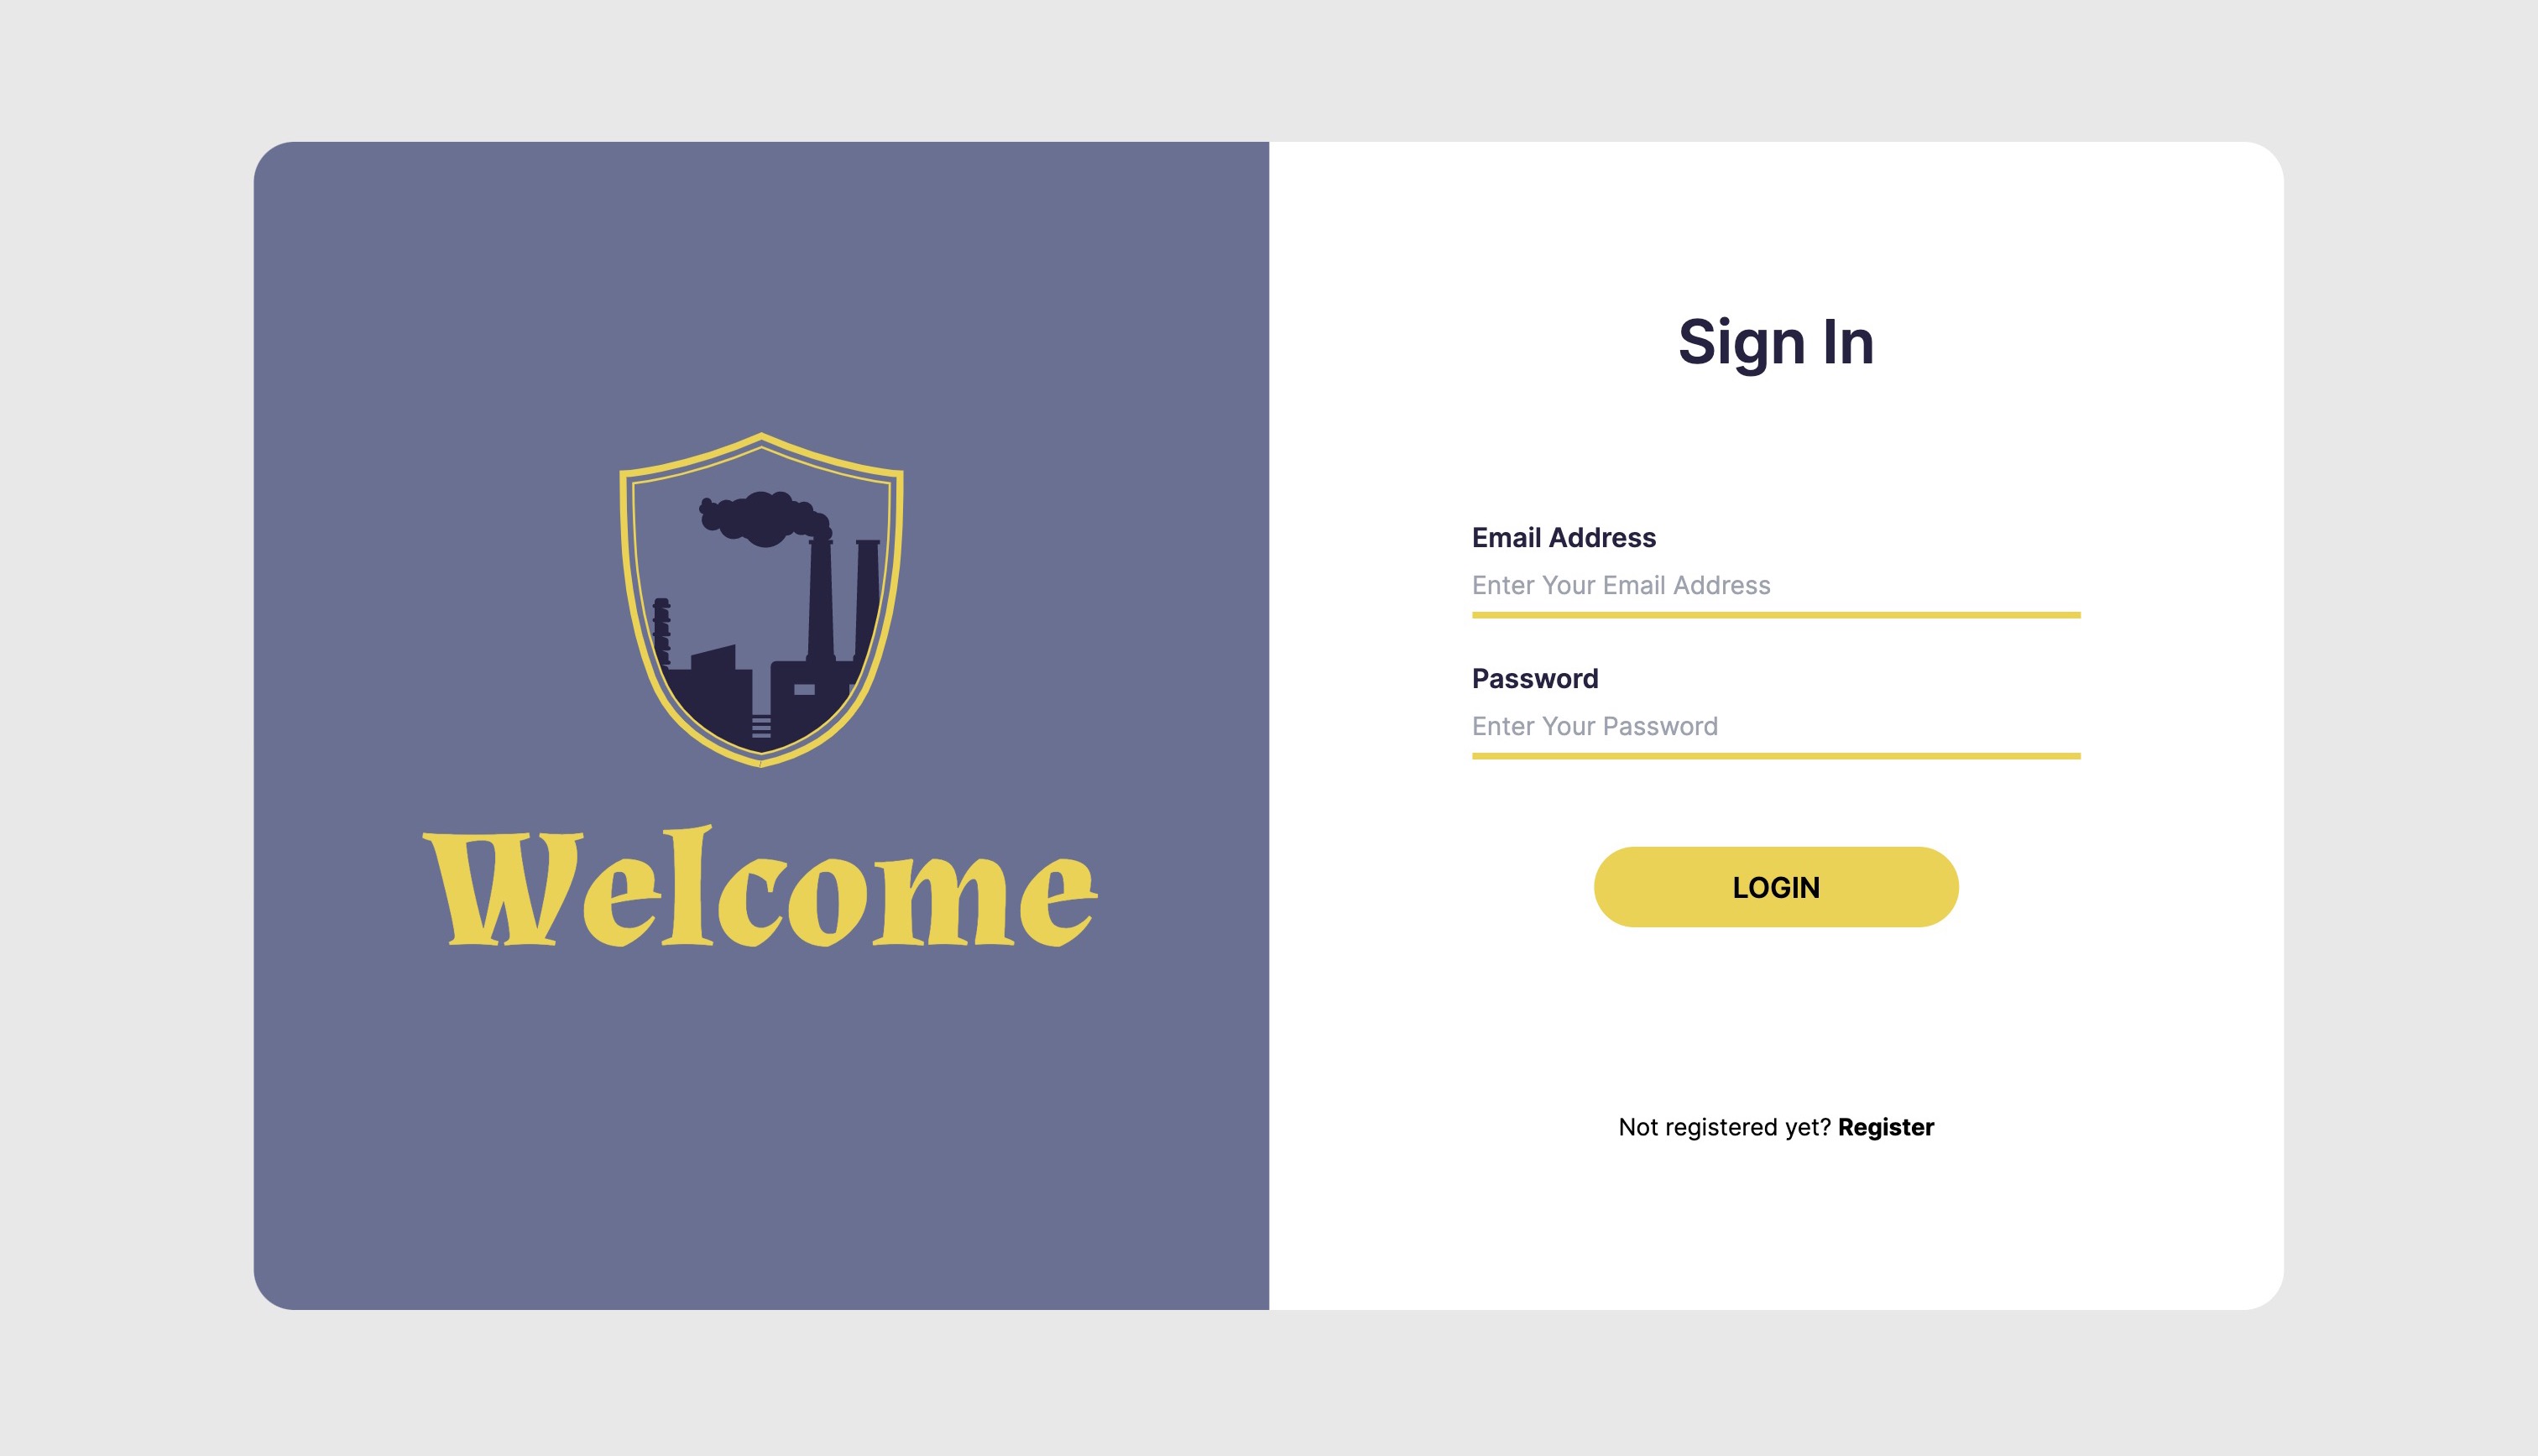 Welcome
Sign In
Email Address
Enter Your Email Address
Password
Enter Your Password
LOGIN
Not registered yet? Register